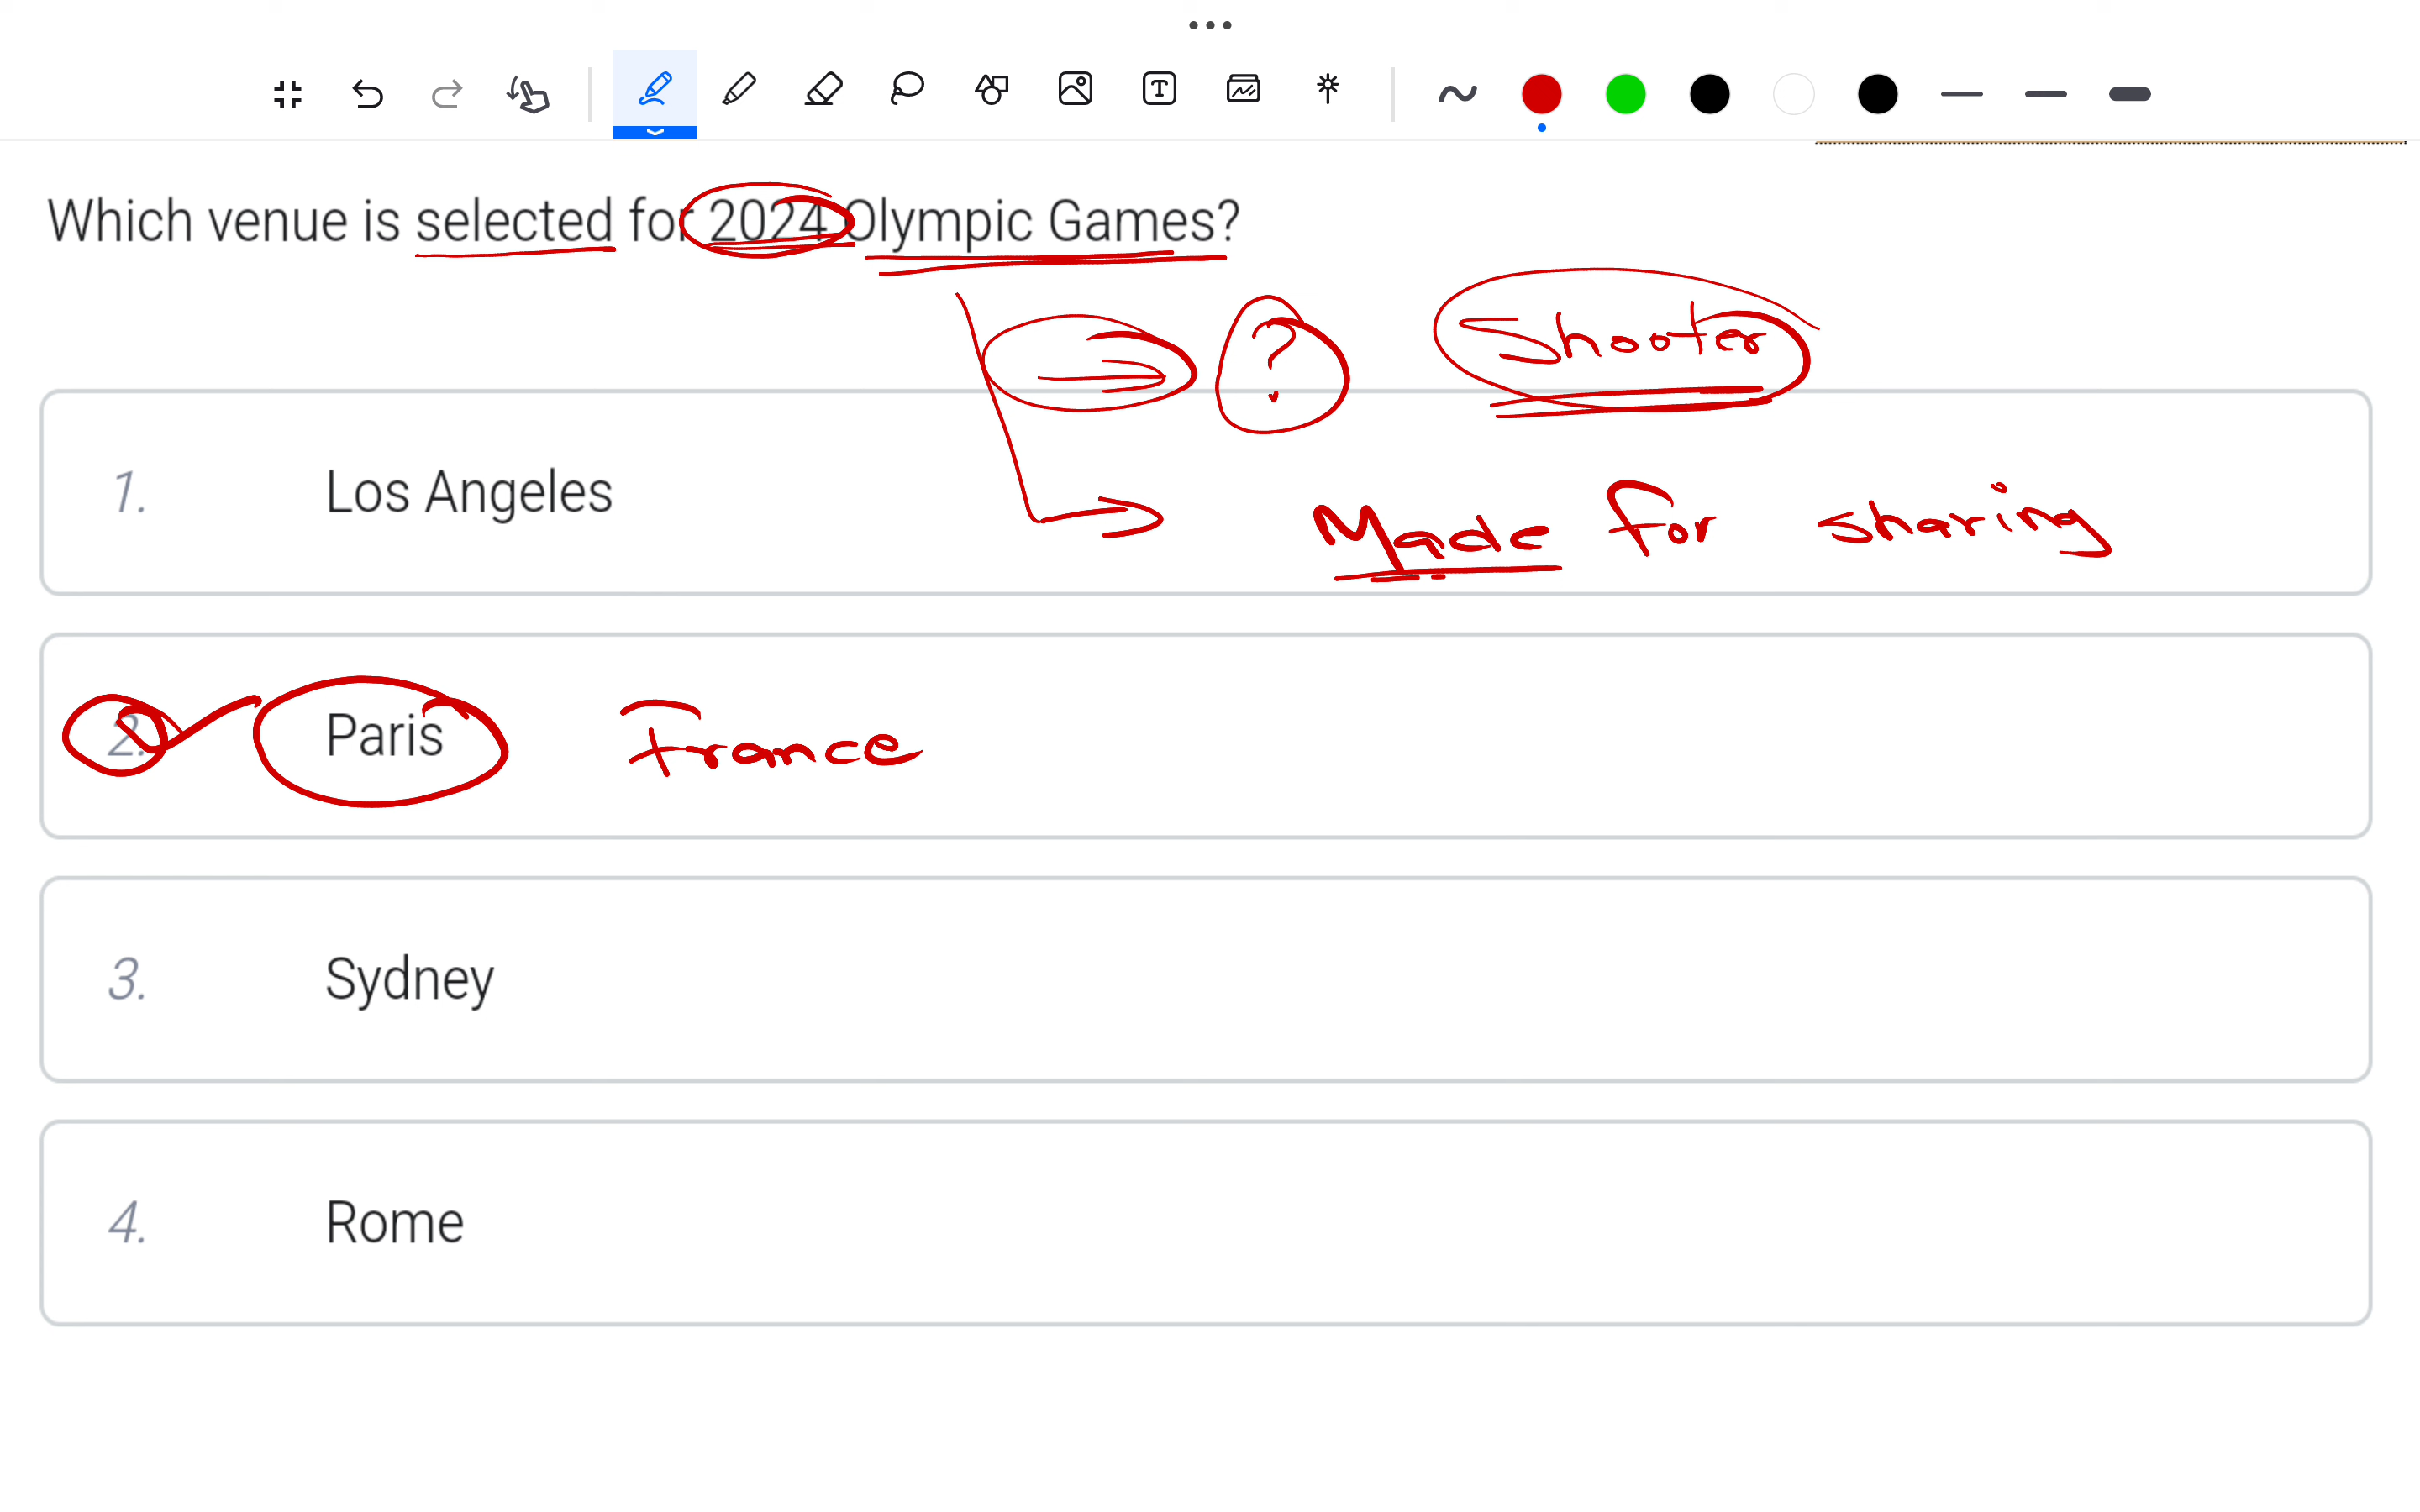 Which venue is selected for 2024 Olympic Games?
?
Shooter
1. Los Angeles
Made for sharing
2. Paris
France
3. Sydney
4. Rome